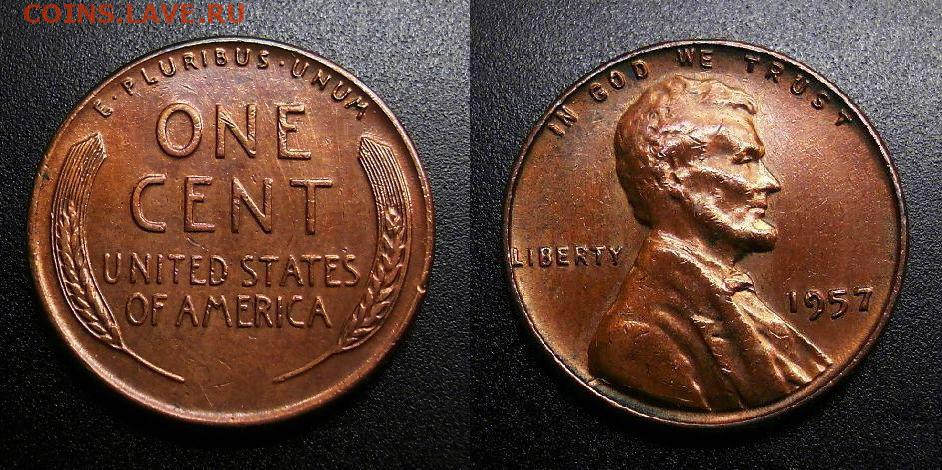 COINS.LAVE.RU
E·PLURIBUS·UNUM
ONE
CENT
UNITED STATES
OF AMERICA
IN GOD WE TRUST
LIBERTY
1957